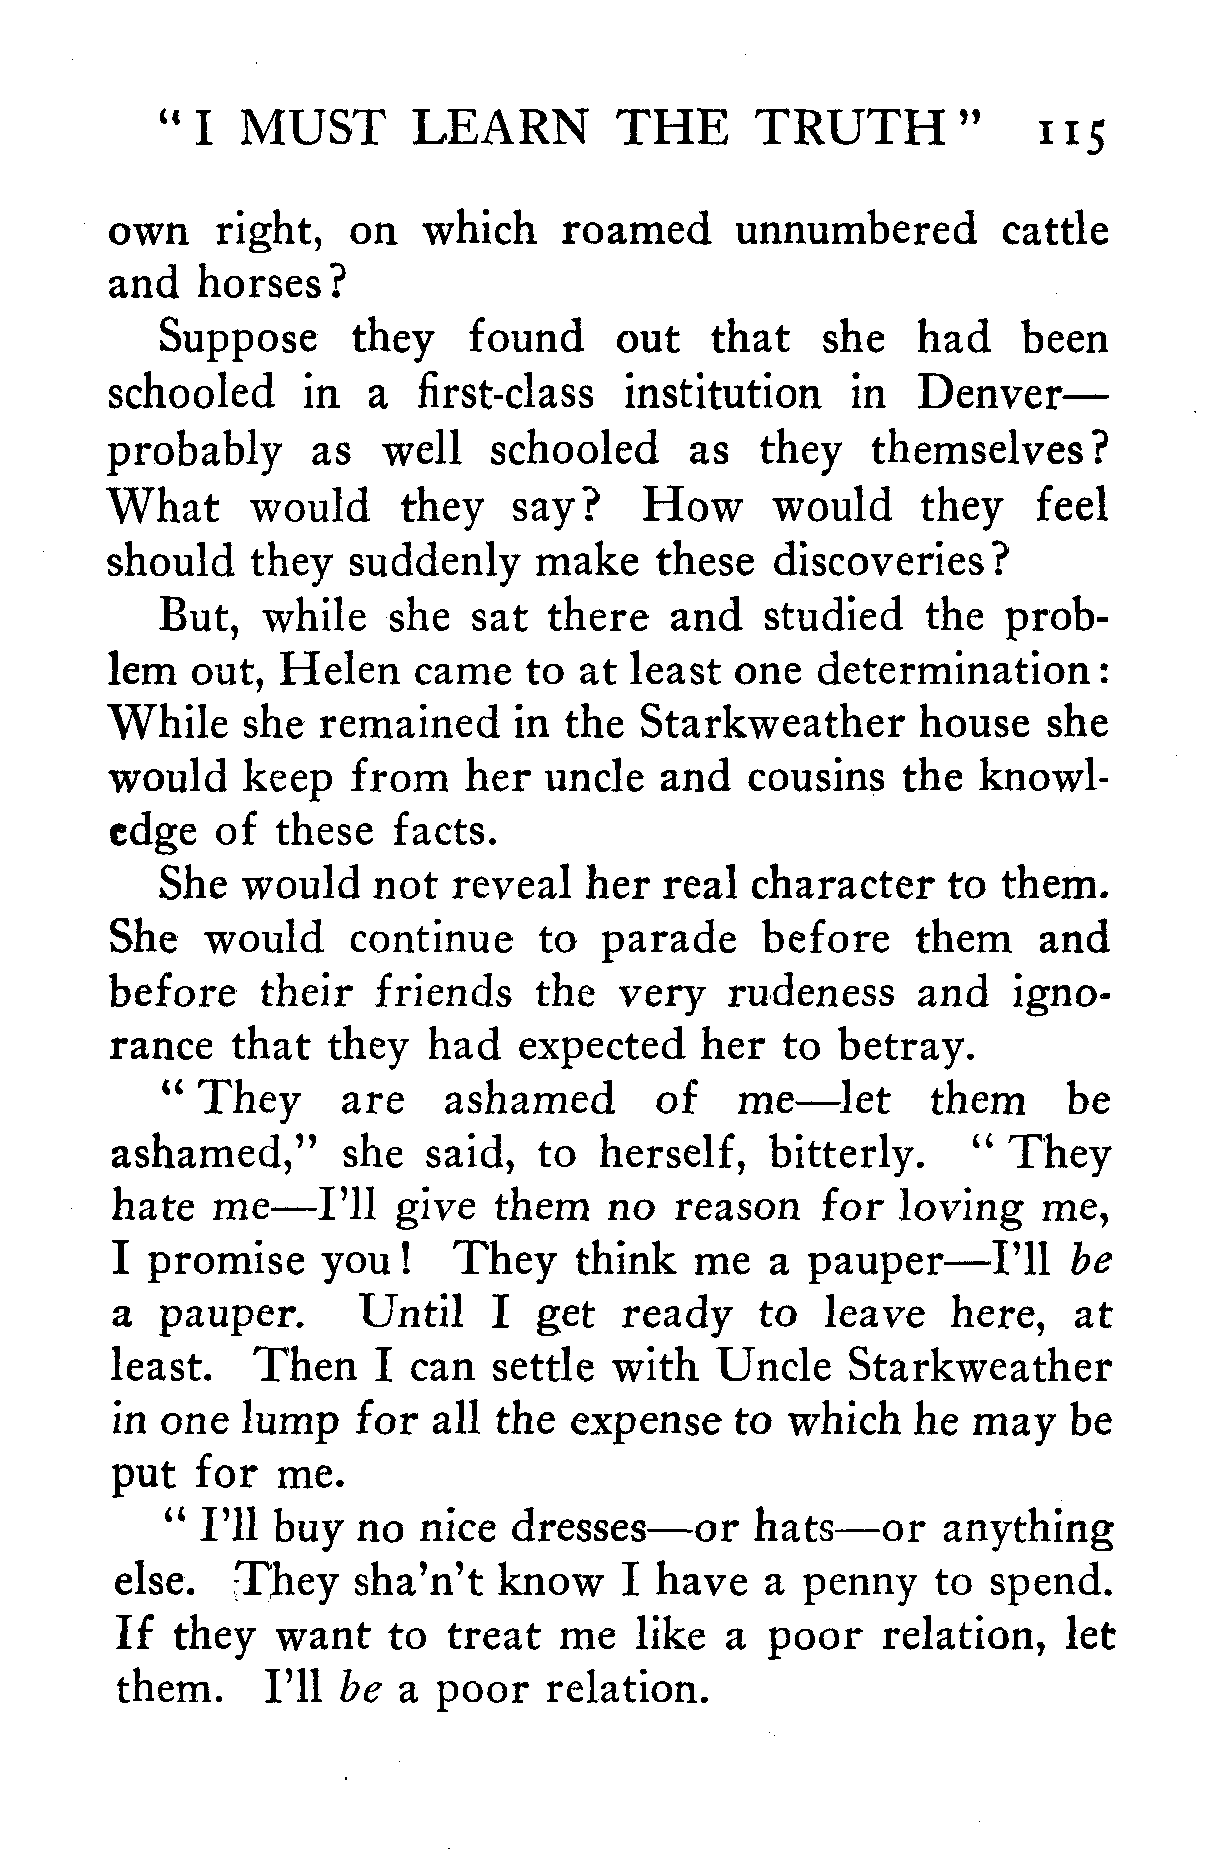 " I MUST LEARN THE TRUTH " 115
own right, on which roamed unnumbered cattle
and horses?
Suppose they found out that she had been
schooled in a first-class institution in Denver—
probably as well schooled as they themselves?
What would they say? How would they feel
should they suddenly make these discoveries?
But, while she sat there and studied the prob-
lem out, Helen came to at least one determination:
While she remained in the Starkweather house she
would keep from her uncle and cousins the knowl-
edge of these facts.
She would not reveal her real character to them.
She would continue to parade before them and
before their friends the very rudeness and igno-
rance that they had expected her to betray.
" They are ashamed of me—let them be
ashamed," she said, to herself, bitterly. " They
hate me—I'll give them no reason for loving me,
I promise you! They think me a pauper—I'll be
a pauper. Until I get ready to leave here, at
least. Then I can settle with Uncle Starkweather
in one lump for all the expense to which he may be
put for me.
" I'll buy no nice dresses—or hats—or anything
else. They sha'n't know I have a penny to spend.
If they want to treat me like a poor relation, let
them. I'll be a poor relation.